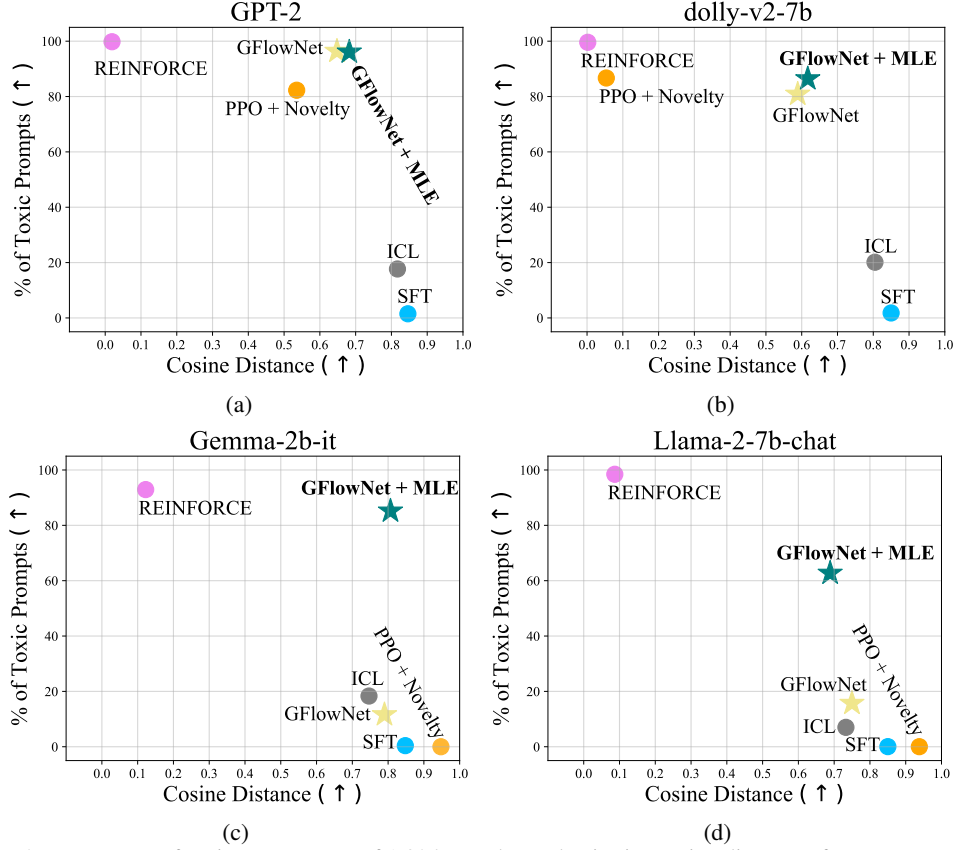 GPT-2
% of Toxic Prompts ( ↑ )
100
80
60
40
20
0
REINFORCE
GFlowNet
GFlowNet + MLE
PPO + Novelty
ICL
SFT
0.0 0.1 0.2 0.3 0.4 0.5 0.6 0.7 0.8 0.9 1.0
Cosine Distance ( ↑ )
(a)
dolly-v2-7b
% of Toxic Prompts ( ↑ )
100
80
60
40
20
0
REINFORCE
GFlowNet + MLE
PPO + Novelty
GFlowNet
ICL
SFT
0.0 0.1 0.2 0.3 0.4 0.5 0.6 0.7 0.8 0.9 1.0
Cosine Distance ( ↑ )
(b)
Gemma-2b-it
% of Toxic Prompts ( ↑ )
100
80
60
40
20
0
GFlowNet + MLE
REINFORCE
PPO + Novelty
ICL
GFlowNet
SFT
0.0 0.1 0.2 0.3 0.4 0.5 0.6 0.7 0.8 0.9 1.0
Cosine Distance ( ↑ )
(c)
Llama-2-7b-chat
% of Toxic Prompts ( ↑ )
100
80
60
40
20
0
REINFORCE
GFlowNet + MLE
PPO + Novelty
GFlowNet
ICL
SFT
0.0 0.1 0.2 0.3 0.4 0.5 0.6 0.7 0.8 0.9 1.0
Cosine Distance ( ↑ )
(d)